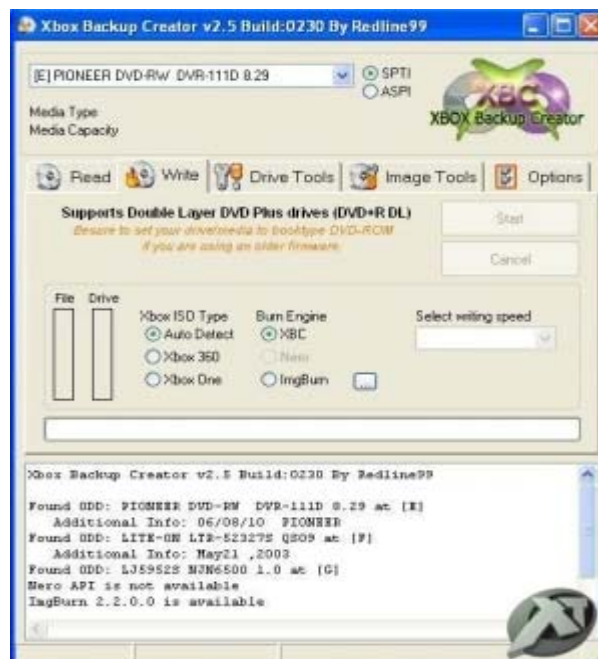 Xbox Backup Creator v2.5 Build:0230 By Redline99
[E] PIONEER DVD-RW DVR-111D 8.29
SPTI
ASPI
XBC
XBOX Backup Creator
Media Type
Media Capacity
Read
Write
Drive Tools
Image Tools
Options
Supports Double Layer DVD Plus drives (DVD+R DL)
Besure to set your drive/media to booktype DVD-ROM
if you are using an older firmware.
Start
Cancel
File
Drive
Xbox ISO Type
Auto Detect
Xbox 360
Xbox One
Burn Engine
XBC
Nero
ImgBurn
...
Select writing speed
Xbox Backup Creator v2.5 Build:0230 By Redline99
Found ODD: PIONEER DVD-RW DVR-111D 8.29 at [E]
Additional Info: 06/08/10 PIONEER
Found ODD: LITE-ON LTR-52327S QS09 at [F]
Additional Info: May21 ,2003
Found ODD: LJ5952S NJN6500 1.0 at [G]
Nero API is not available
ImgBurn 2.2.0.0 is available